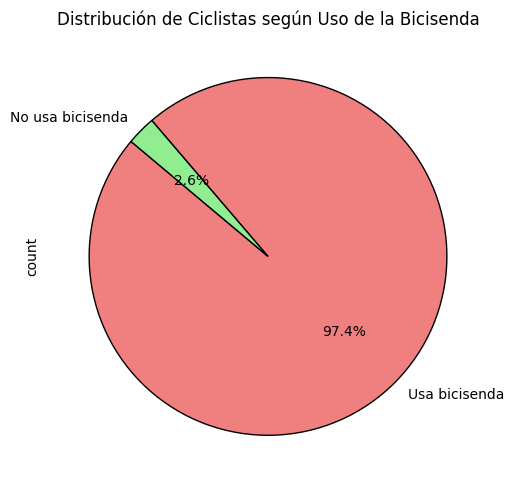 Distribución de Ciclistas según Uso de la Bicisenda
No usa bicisenda
2.6%
count
97.4%
Usa bicisenda